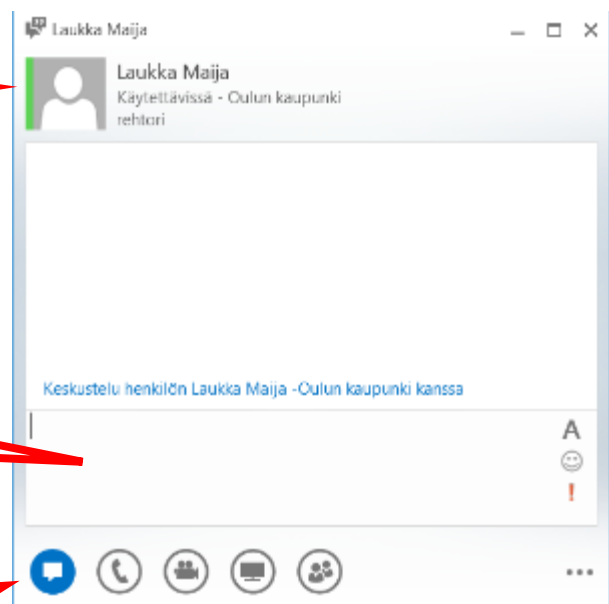 Laukka Maija
Laukka Maija
Käytettävissä - Oulun kaupunki
rehtori
Keskustelu henkilön Laukka Maija -Oulun kaupunki kanssa
A
!